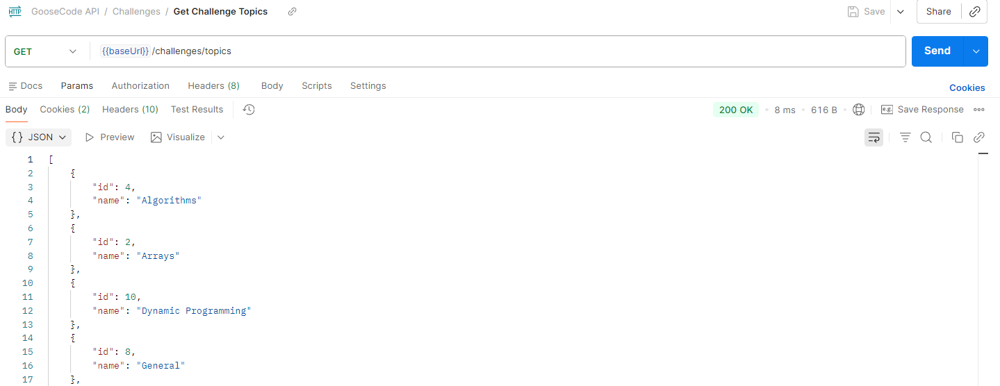 HTTP GooseCode API / Challenges / Get Challenge Topics Save Share
GET {{baseUrl}} /challenges/topics Send
Docs Params Authorization Headers (8) Body Scripts Settings Cookies
Body Cookies (2) Headers (10) Test Results 200 OK • 8 ms • 616 B • e.g. Save Response
{} JSON Preview Visualize
1 [
2 {
3 "id": 4,
4 "name": "Algorithms"
5 },
6 {
7 "id": 2,
8 "name": "Arrays"
9 },
10 {
11 "id": 10,
12 "name": "Dynamic Programming"
13 },
14 {
15 "id": 8,
16 "name": "General"
17 },